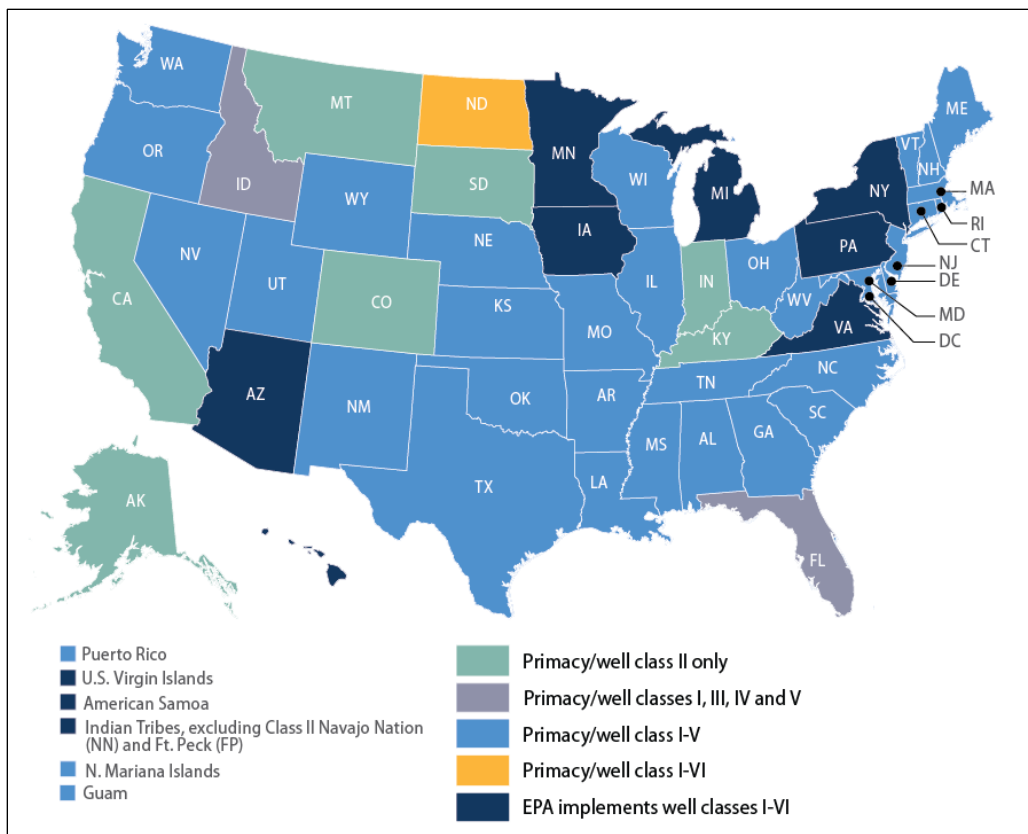 WA
MT
ND
ME
OR
MN
VT
NH
ID
SD
WI
NY
MA
WY
MI
RI
IA
PA
CT
NE
NV
OH
NJ
IL
IN
DE
UT
CA
CO
WV
KS
MO
MD
KY
VA
DC
NC
TN
AZ
OK
AR
NM
SC
MS
AL
GA
TX
LA
AK
FL
Puerto Rico
U.S. Virgin Islands
American Samoa
Indian Tribes, excluding Class II Navajo Nation
(NN) and Ft. Peck (FP)
N. Mariana Islands
Guam
Primacy/well class II only
Primacy/well classes I, III, IV and V
Primacy/well class I-V
Primacy/well class I-VI
EPA implements well classes I-VI